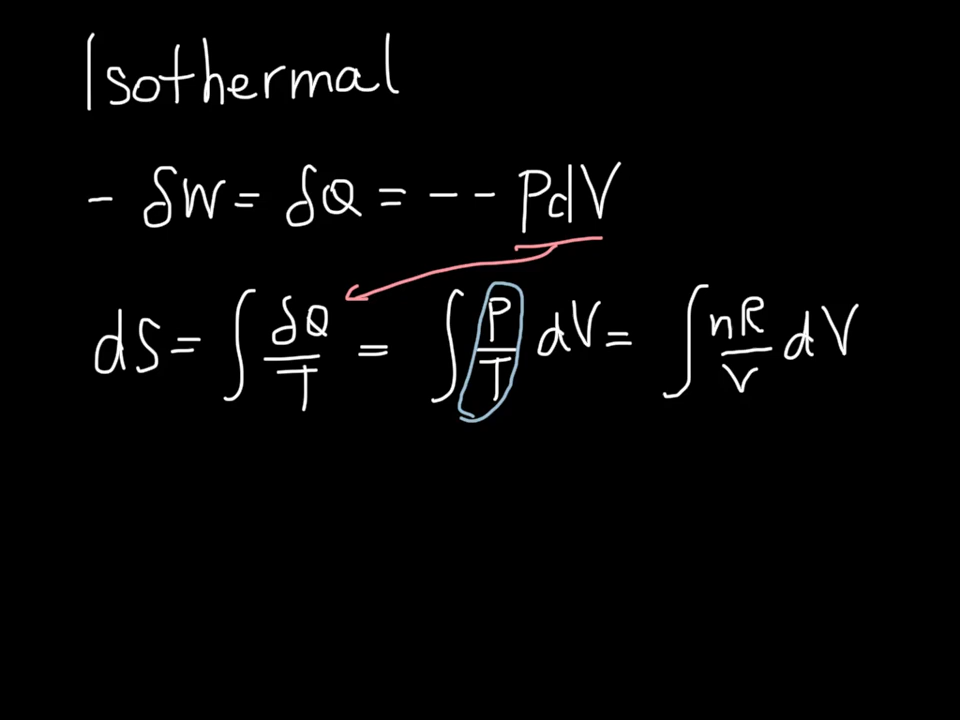 Isothermal
- δW = δQ = -- PdV
dS = ∫ δQ/T = ∫ P/T dV = ∫ nR/V dV